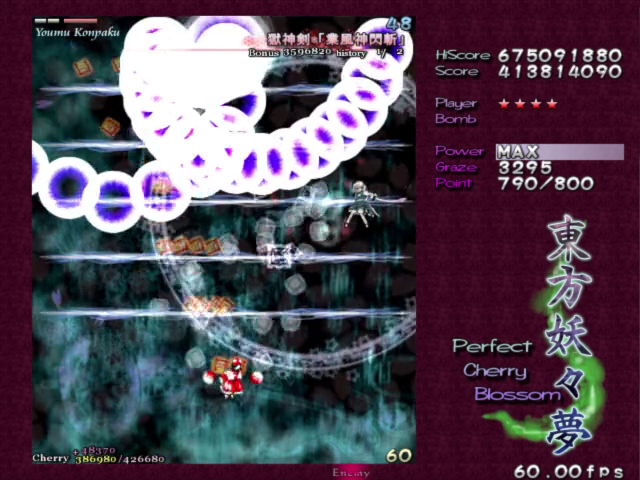 48
Youmu Konpaku
獄神剣「業風神閃斬」
Bonus 3596820 history 1/ 2
HiScore 675091880
Score 413814090
Player ★★★★
Bomb
Power MAX
Graze 3295
Point 790/800
東方妖々夢
Perfect
Cherry
Blossom
+48370
Cherry 386980/426680
60
Enemy
60.00fps